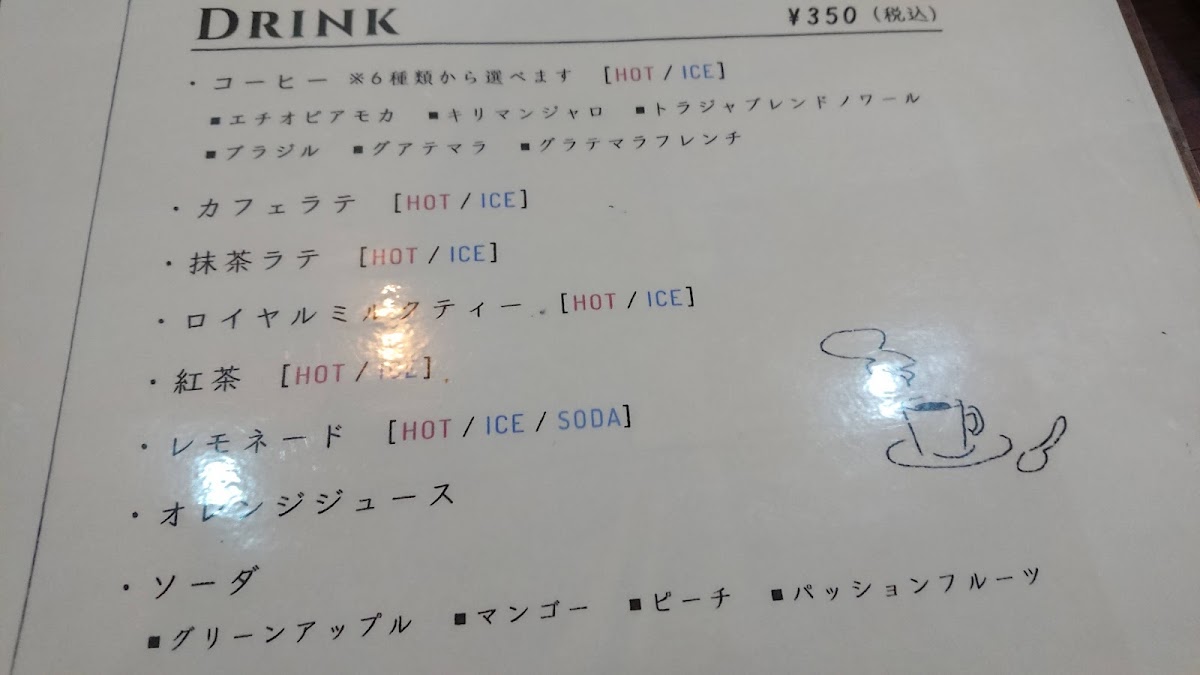 DRINK ¥350 (税込)
・コーヒー ※6種類から選べます [HOT / ICE]
■エチオピアモカ ■キリマンジャロ ■トラジャブレンドノワール
■ブラジル ■グアテマラ ■グラテマラフレンチ
・カフェラテ [HOT / ICE]
・抹茶ラテ [HOT / ICE]
・ロイヤルミルクティー [HOT / ICE]
・紅茶 [HOT / ICE]
・レモネード [HOT / ICE / SODA]
・オレンジジュース
・ソーダ
■グリーンアップル ■マンゴー ■ピーチ ■パッションフルーツ